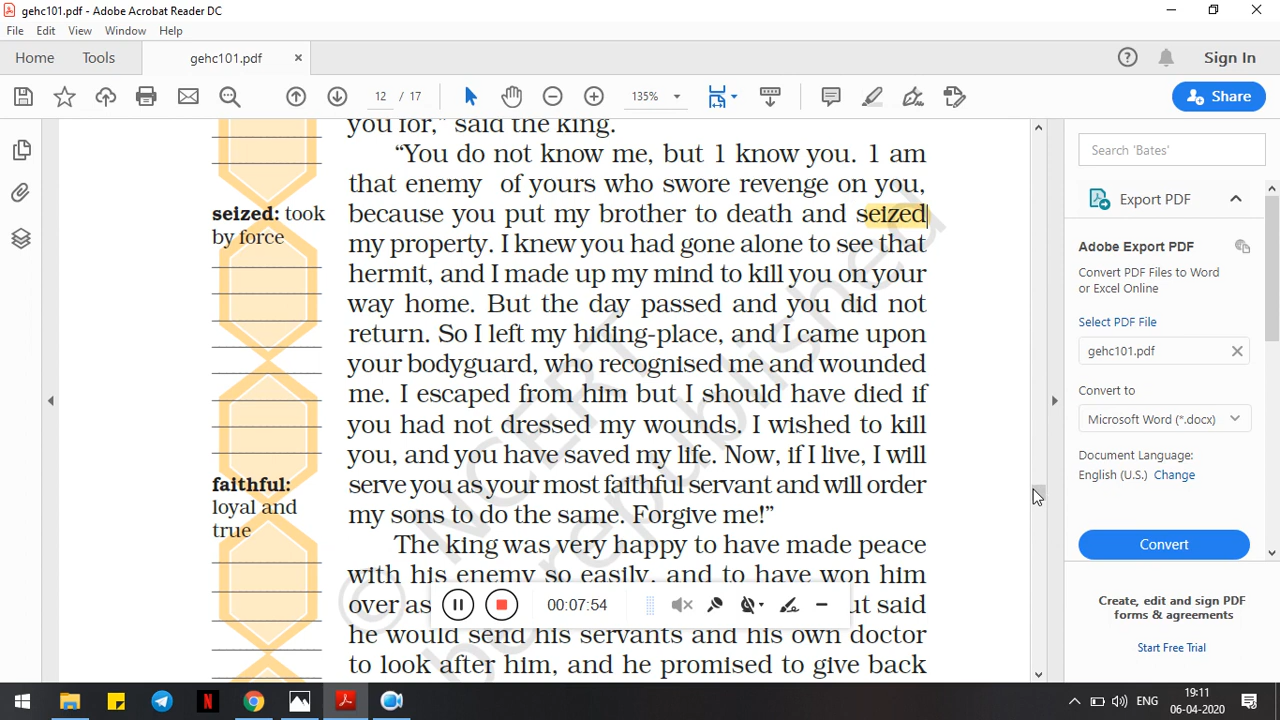 gehc101.pdf - Adobe Acrobat Reader DC
File Edit View Window Help
Home Tools gehc101.pdf
Sign In
12 / 17 135% Share
you for," said the king.
"You do not know me, but 1 know you. 1 am
that enemy of yours who swore revenge on you,
because you put my brother to death and seized
my property. I knew you had gone alone to see that
hermit, and I made up my mind to kill you on your
way home. But the day passed and you did not
return. So I left my hiding-place, and I came upon
your bodyguard, who recognised me and wounded
me. I escaped from him but I should have died if
you had not dressed my wounds. I wished to kill
you, and you have saved my life. Now, if I live, I will
serve you as your most faithful servant and will order
my sons to do the same. Forgive me!"
The king was very happy to have made peace
with his enemy so easily, and to have won him
over as
ut said
he would send his servants and his own doctor
to look after him, and he promised to give back
seized: took
by force
faithful:
loyal and
true
© NCERT
be republished
00:07:54
Search 'Bates'
Export PDF
Adobe Export PDF
Convert PDF Files to Word
or Excel Online
Select PDF File
gehc101.pdf
Convert to
Microsoft Word (*.docx)
Document Language:
English (U.S.) Change
Convert
Create, edit and sign PDF
forms & agreements
Start Free Trial
ENG
19:11
06-04-2020